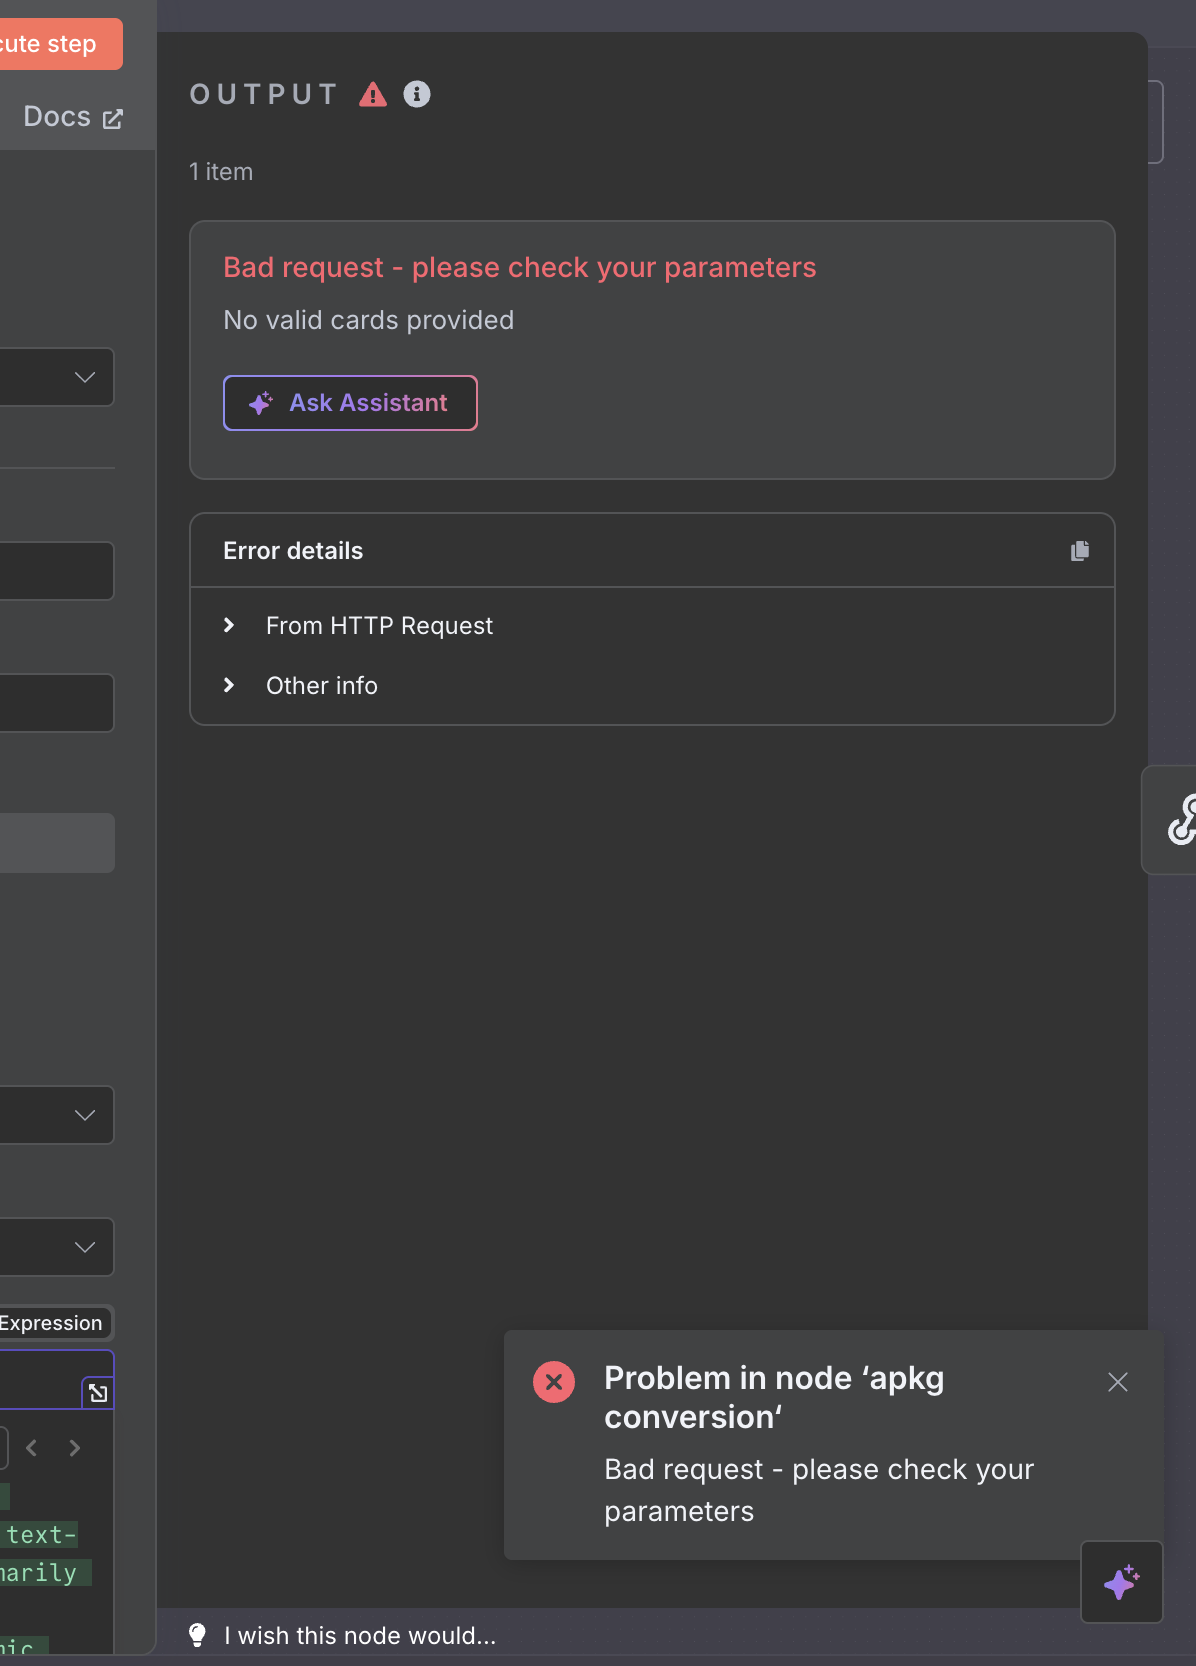 cute step
Docs
OUTPUT
1 item
Bad request - please check your parameters
No valid cards provided
Ask Assistant
Error details
From HTTP Request
Other info
Expression
text-
marily
Problem in node ‘apkg
conversion‘
Bad request - please check your
parameters
I wish this node would...